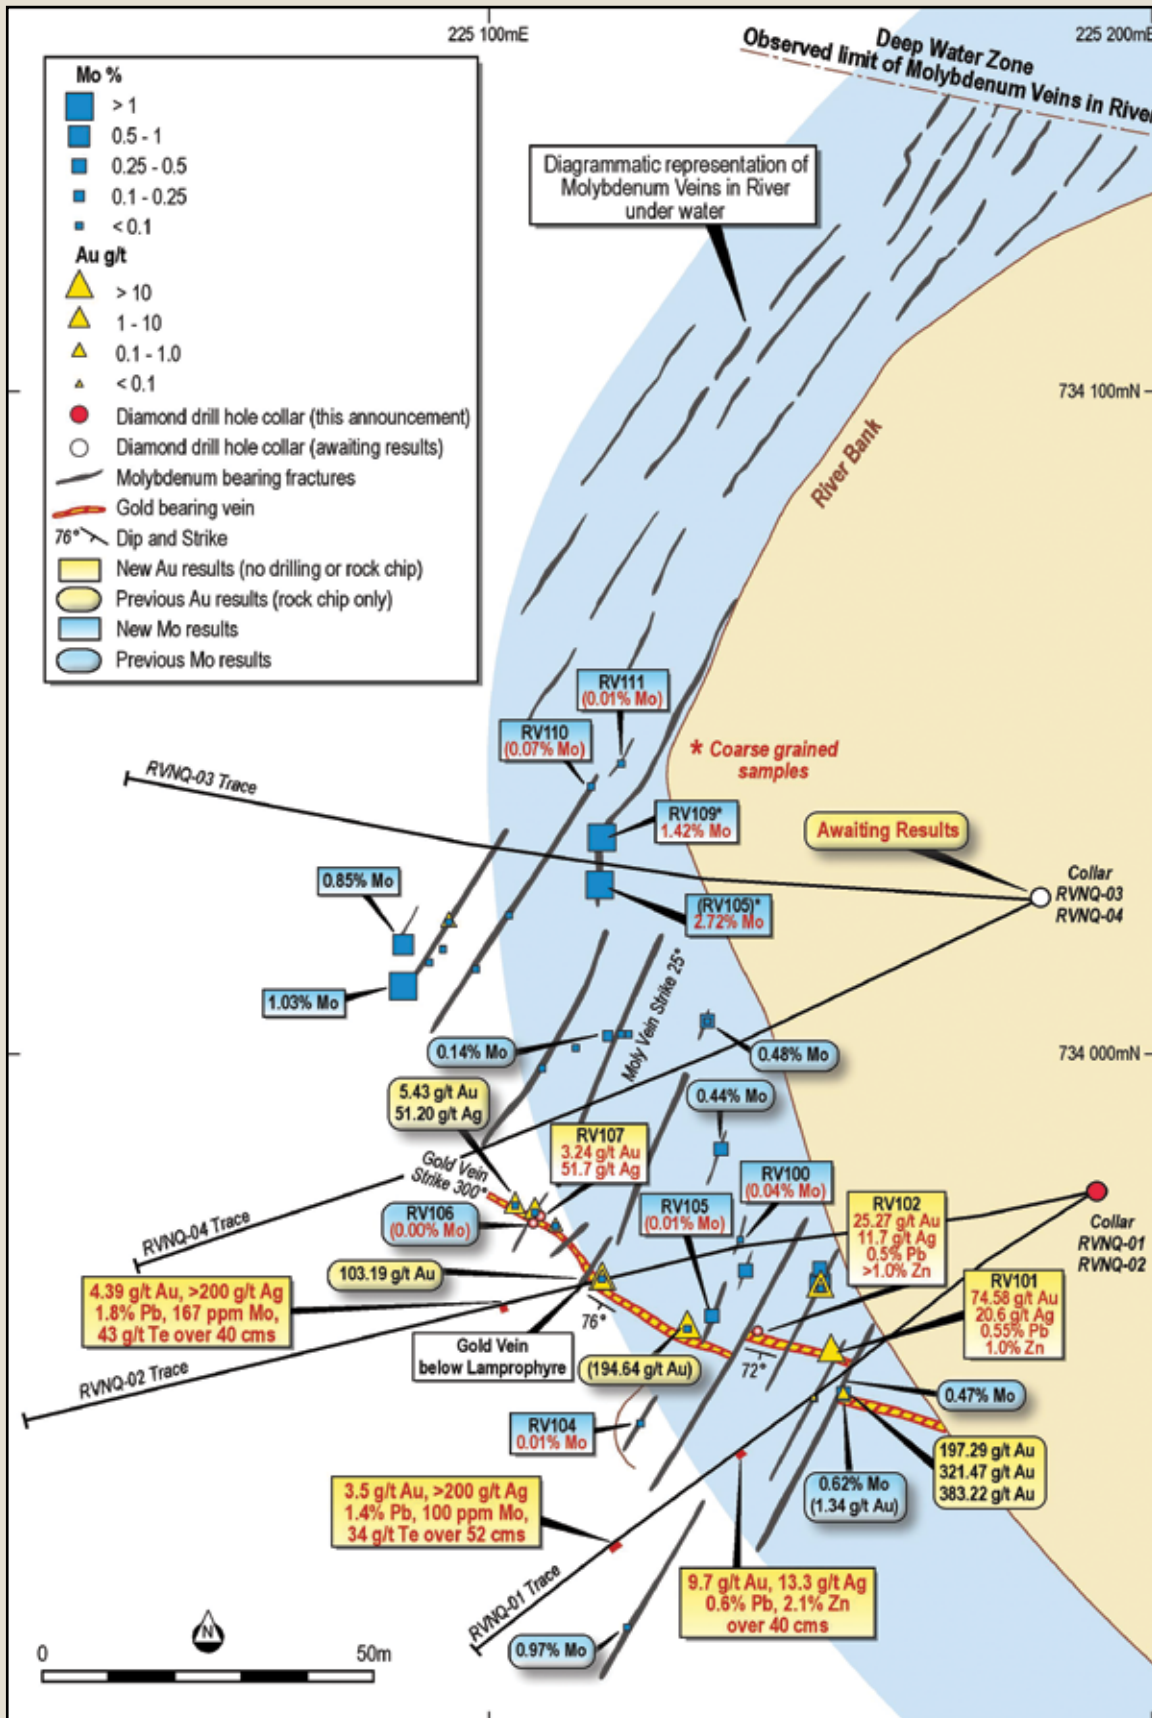 225 100mE
225 200mE
Deep Water Zone
Observed limit of Molybdenum Veins in River
Mo %
> 1
0.5 - 1
0.25 - 0.5
0.1 - 0.25
< 0.1
Au g/t
> 10
1 - 10
0.1 - 1.0
< 0.1
Diamond drill hole collar (this announcement)
Diamond drill hole collar (awaiting results)
Molybdenum bearing fractures
Gold bearing vein
76° Dip and Strike
New Au results (no drilling or rock chip)
Previous Au results (rock chip only)
New Mo results
Previous Mo results
Diagrammatic representation of
Molybdenum Veins in River
under water
734 100mN
River Bank
RV111
(0.01% Mo)
RV110
(0.07% Mo)
* Coarse grained
samples
RVNQ-03 Trace
RV109*
1.42% Mo
Awaiting Results
Collar
RVNQ-03
RVNQ-04
0.85% Mo
(RV105)*
2.72% Mo
1.03% Mo
Moly Vein Strike 25°
0.14% Mo
0.48% Mo
734 000mN
5.43 g/t Au
51.20 g/t Ag
0.44% Mo
RV107
3.24 g/t Au
51.7 g/t Ag
Gold Vein
Strike 300°
RV100
(0.04% Mo)
RV105
(0.01% Mo)
RV106
(0.00% Mo)
RV102
25.27 g/t Au
11.7 g/t Ag
0.5% Pb
>1.0% Zn
Collar
RVNQ-01
RVNQ-02
RVNQ-04 Trace
103.19 g/t Au
4.39 g/t Au, >200 g/t Ag
1.8% Pb, 167 ppm Mo,
43 g/t Te over 40 cms
RV101
74.58 g/t Au
20.6 g/t Ag
0.55% Pb
1.0% Zn
76°
Gold Vein
below Lamprophyre
(194.64 g/t Au)
72°
RVNQ-02 Trace
0.47% Mo
RV104
0.01% Mo
197.29 g/t Au
321.47 g/t Au
383.22 g/t Au
0.62% Mo
(1.34 g/t Au)
3.5 g/t Au, >200 g/t Ag
1.4% Pb, 100 ppm Mo,
34 g/t Te over 52 cms
9.7 g/t Au, 13.3 g/t Ag
0.6% Pb, 2.1% Zn
over 40 cms
RVNQ-01 Trace
0.97% Mo
N
0
50m